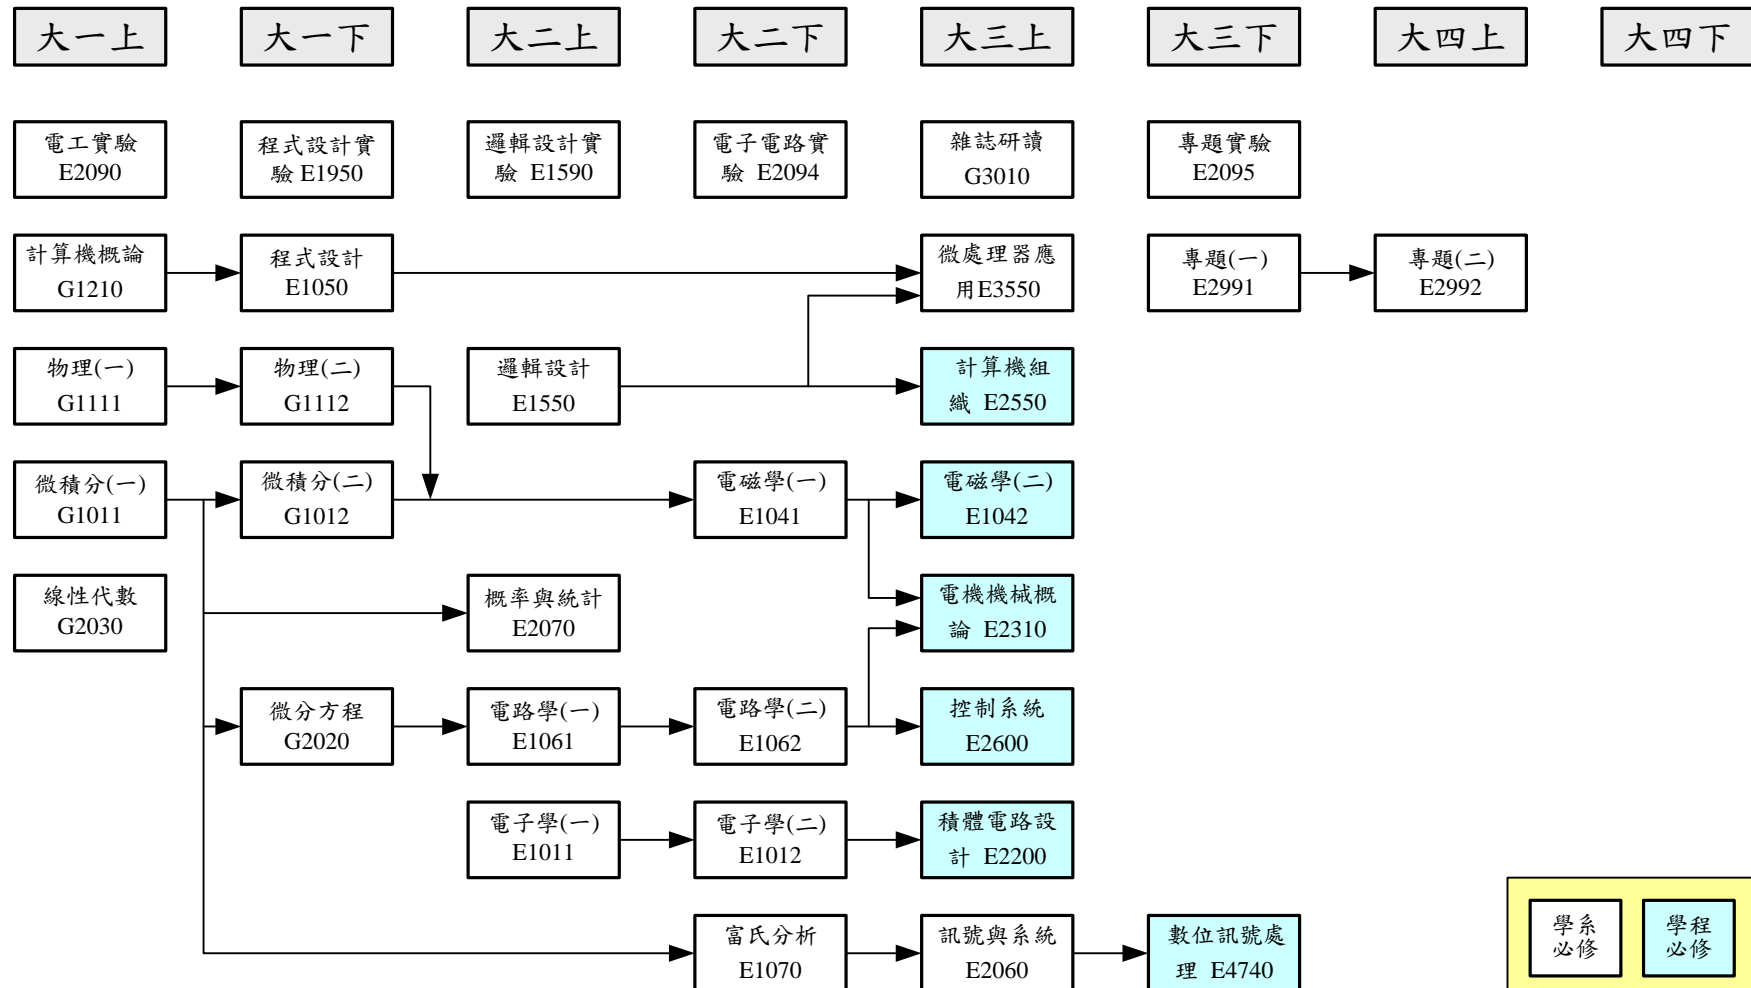 大一上
大一下
大二上
大二下
大三上
大三下
大四上
大四下
電工實驗
E2090
程式設計實
驗 E1950
邏輯設計實
驗 E1590
電子電路實
驗 E2094
雜誌研讀
G3010
專題實驗
E2095
計算機概論
G1210
程式設計
E1050
微處理器應
用E3550
專題(一)
E2991
專題(二)
E2992
物理(一)
G1111
物理(二)
G1112
邏輯設計
E1550
計算機組
織 E2550
微積分(一)
G1011
微積分(二)
G1012
電磁學(一)
E1041
電磁學(二)
E1042
線性代數
G2030
概率與統計
E2070
電機機械概
論 E2310
微分方程
G2020
電路學(一)
E1061
電路學(二)
E1062
控制系統
E2600
電子學(一)
E1011
電子學(二)
E1012
積體電路設
計 E2200
富氏分析
E1070
訊號與系統
E2060
數位訊號處
理 E4740
學系
必修
學程
必修